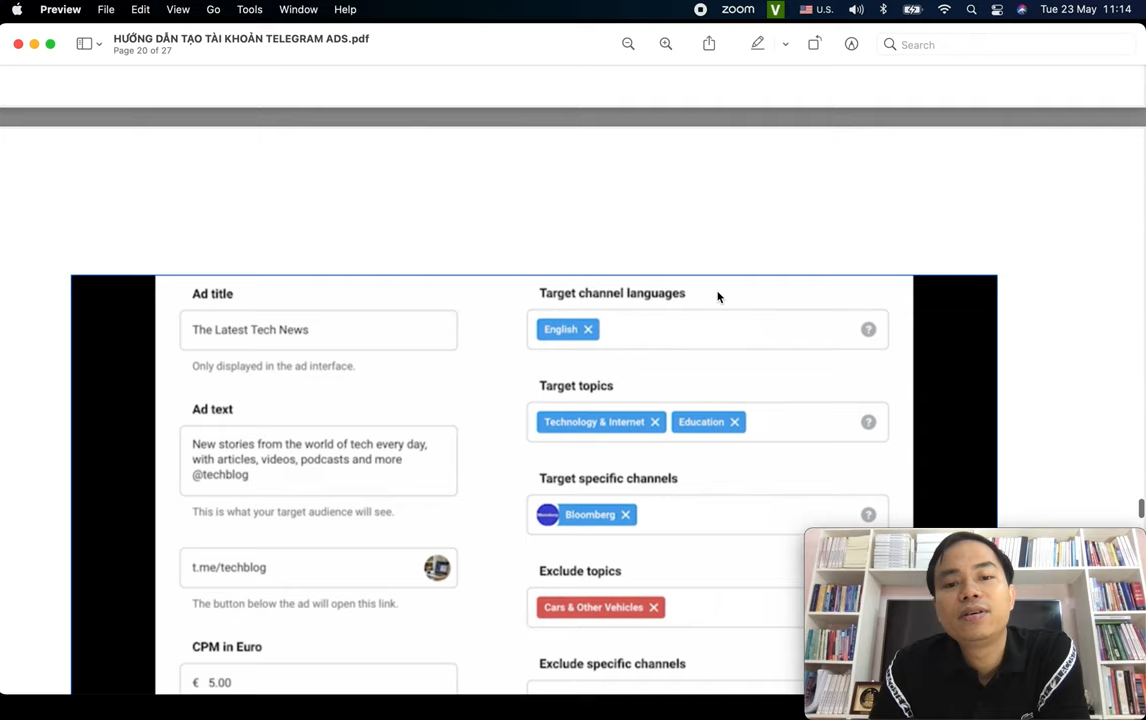 Preview File Edit View Go Tools Window Help
zoom V U.S. Tue 23 May 11:14
HƯỚNG DẪN TẠO TÀI KHOẢN TELEGRAM ADS.pdf
Page 20 of 27
Search
Ad title
The Latest Tech News
Only displayed in the ad interface.
Ad text
New stories from the world of tech every day,
with articles, videos, podcasts and more
@techblog
This is what your target audience will see.
t.me/techblog
The button below the ad will open this link.
CPM in Euro
€ 5.00
Target channel languages
English ×
?
Target topics
Technology & Internet × Education ×
?
Target specific channels
Bloomberg ×
?
Exclude topics
Cars & Other Vehicles ×
Exclude specific channels